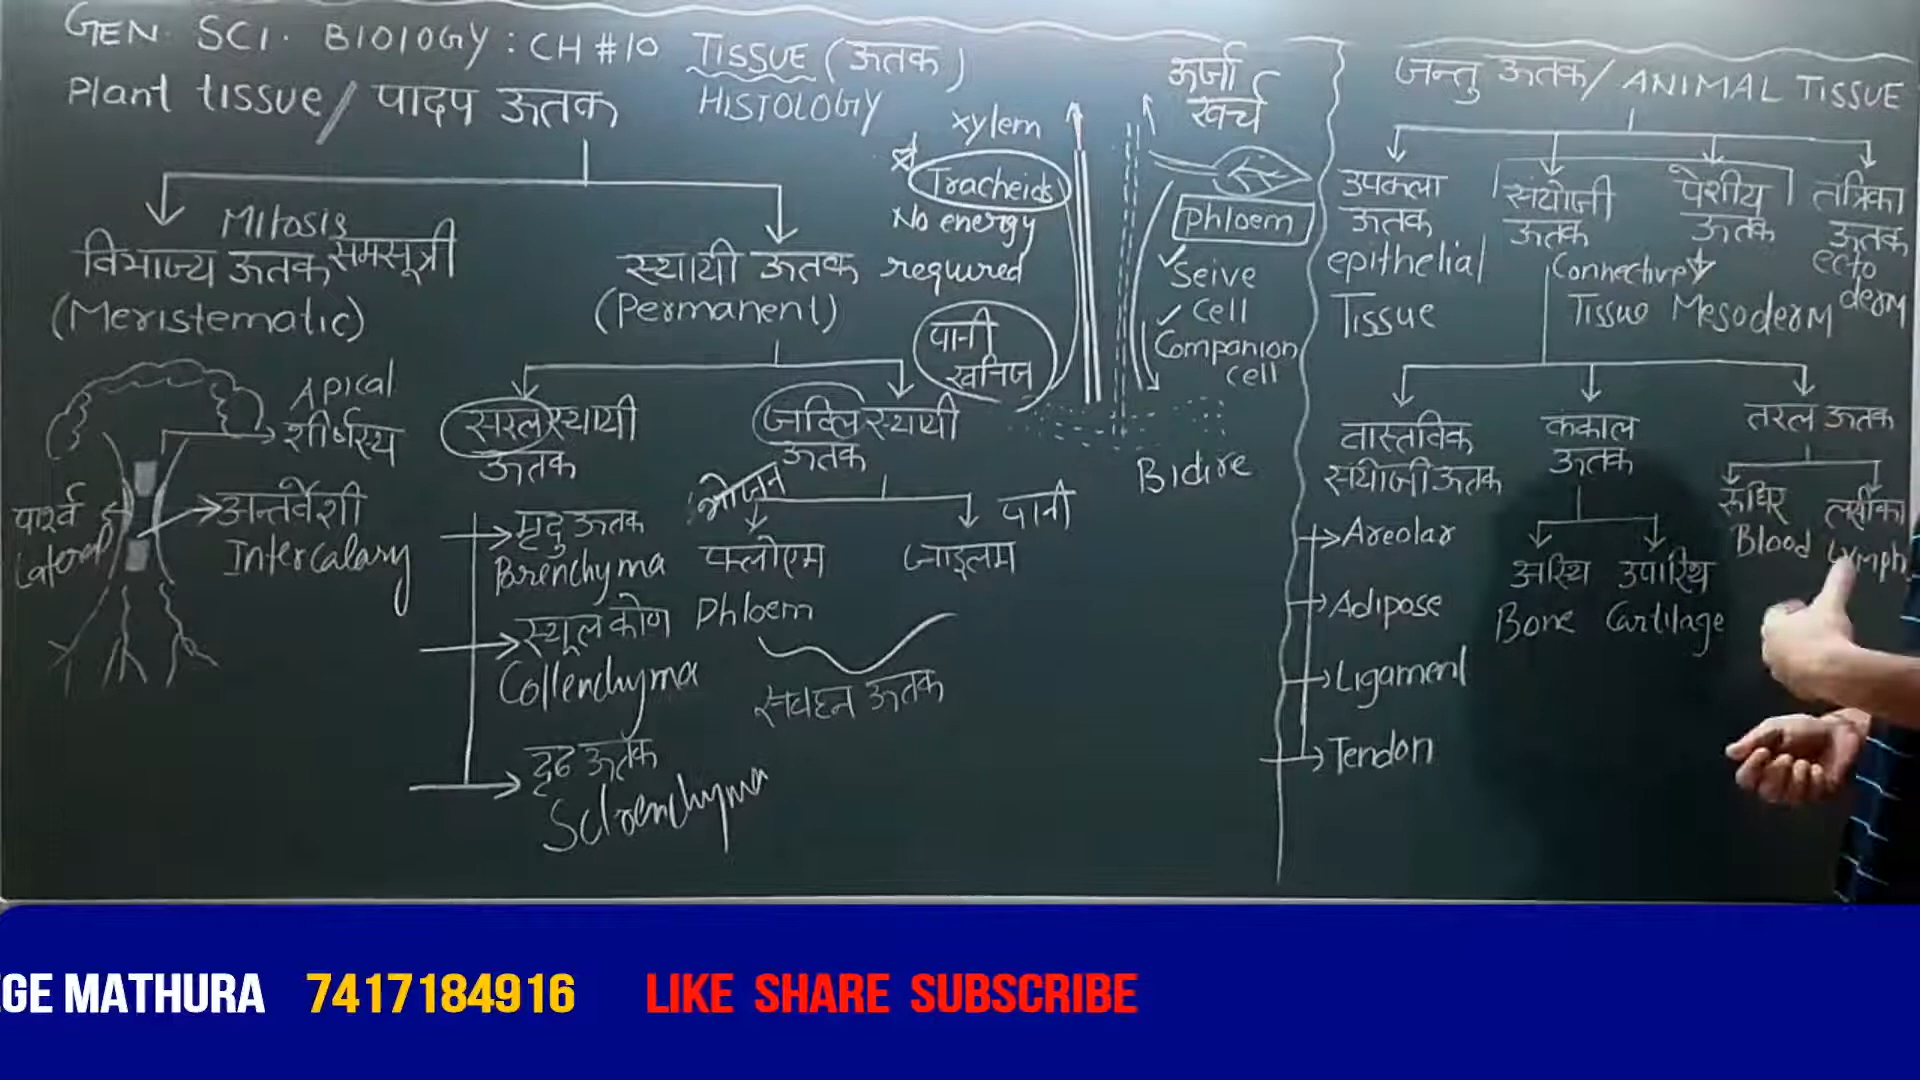 GEN. SCI. BIOLOGY: CH #10 TISSUE (ऊतक)
Plant tissue/ पादप ऊतक HISTOLOGY
Mitosis
विभाज्य ऊतक समसूत्री
(Meristematic)
स्थायी ऊतक
(Permanent)
Apical
शीर्षस्थ
पार्श्व
Lateral
अन्तर्वेशी
Intercalary
सरल स्थायी
ऊतक
मृदु ऊतक
Brenchyma
स्थूल कोण
Collenchyma
दृढ ऊतक
Sclrenchyma
जटिल स्थायी
ऊतक
भोजन
फ्लोएम
Phloem
पानी
जाइलम
संवहन ऊतक
xylem
Tracheids
No energy
required
पानी
खनिज
ऊर्जा
खर्च
Phloem
Seive
Cell
Companion
cell
Bidire
जन्तु ऊतक/ ANIMAL TISSUE
उपकला
ऊतक
epithelial
Tissue
संयोजी
ऊतक
Connective
Tissue
पेशीय
ऊतक
Mesoderm
तंत्रिका
ऊतक
ecto
derm
वास्तविक
संयोजी ऊतक
Areolar
Adipose
Ligament
Tendon
कंकाल
ऊतक
अस्थि
Bone
उपास्थि
Cartilage
तरल ऊतक
रूधिर
Blood
लसीका
Lymph
GE MATHURA 7417184916 LIKE SHARE SUBSCRIBE